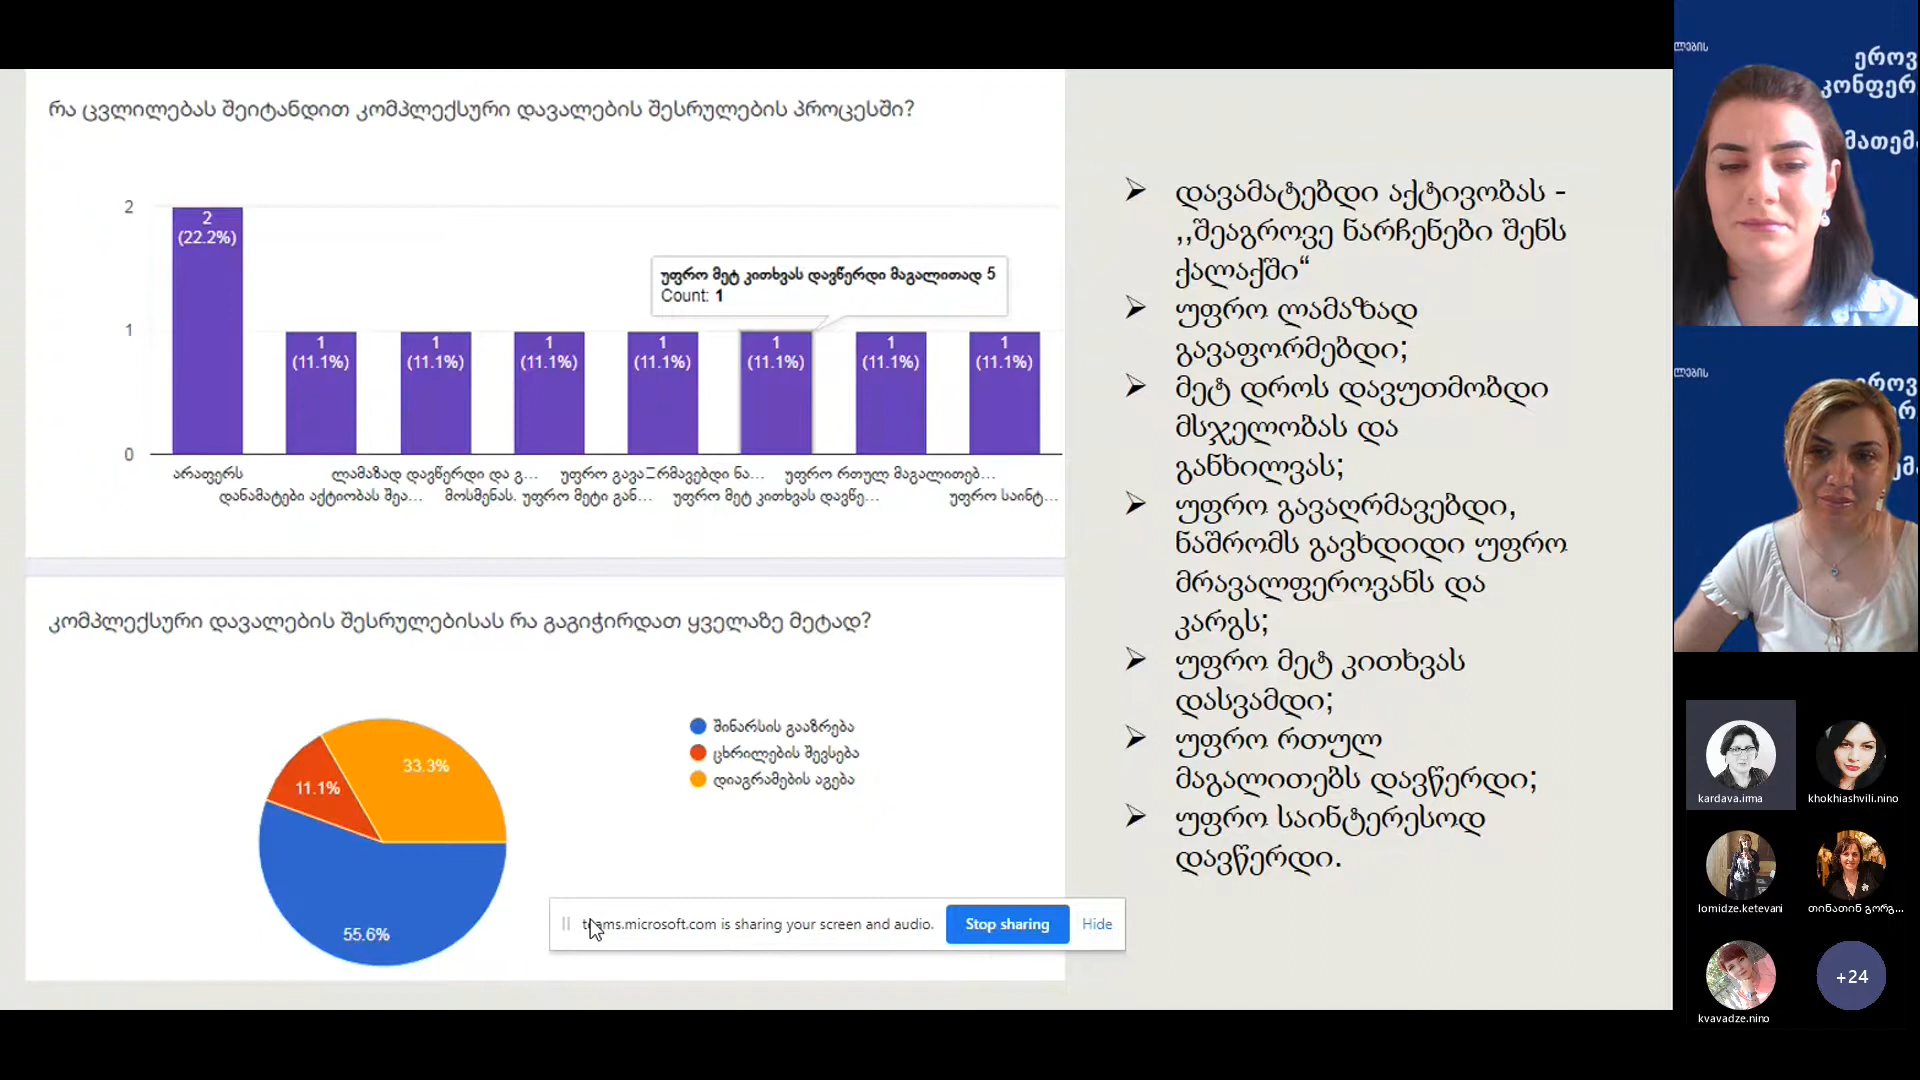 რა ცვლილებას შეიტანდით კომპლექსური დავალების შესრულების პროცესში?
2
1
0
2
(22.2%)
1
(11.1%)
1
(11.1%)
1
(11.1%)
1
(11.1%)
1
(11.1%)
1
(11.1%)
1
(11.1%)
უფრო მეტ კითხვას დავწერდი მაგალითად 5
Count: 1
არაფერს
ლამაზად დავწერდი და გ...
უფრო რთულ მაგალითებ...
დანამატები აქტიობას შეა...
მოსმენას. უფრო მეტი გან...
უფრო მეტ კითხვას დავწე...
უფრო საინტ...
კომპლექსური დავალების შესრულებისას რა გაგიჭირდათ ყველაზე მეტად?
33.3%
11.1%
55.6%
შინარსის გააზრება
ცხრილების შევსება
დიაგრამების აგება
დავამატებდი აქტივობას -
,,შეაგროვე ნარჩენები შენს
ქალაქში“
უფრო ლამაზად
გავაფორმებდი;
მეტ დროს დავუთმობდი
მსჯელობას და
განხილვას;
უფრო გავაღრმავებდი,
ნაშრომს გავხდიდი უფრო
მრავალფეროვანს და
კარგს;
უფრო მეტ კითხვას
დასვამდი;
უფრო რთულ
მაგალითებს დავწერდი;
უფრო საინტერესოდ
დავწერდი.
teams.microsoft.com is sharing your screen and audio.
Stop sharing
Hide
ეროვ
კონფერ
მათემ
kardava.irma
khokhiashvili.nino
lomidze.ketevani
თინათინ გორგ...
kvavadze.nino
+24